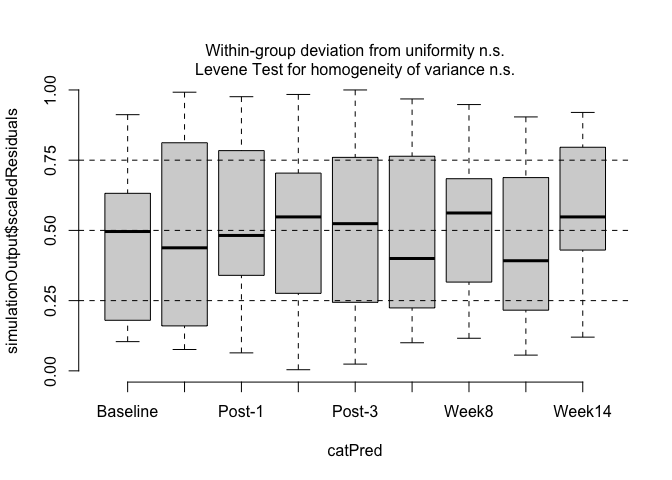 Within-group deviation from uniformity n.s.
Levene Test for homogeneity of variance n.s.
simulationOutput$scaledResiduals
1.00
0.75
0.50
0.25
0.00
Baseline Post-1 Post-3 Week8 Week14
catPred